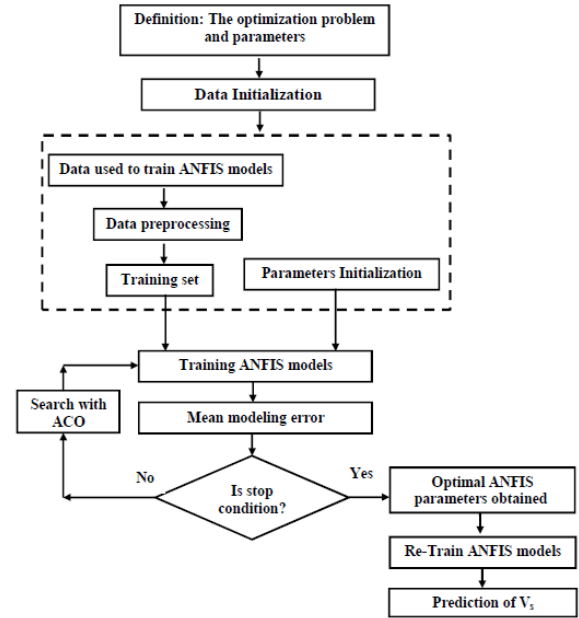 Definition: The optimization problem
and parameters
Data Initialization
Data used to train ANFIS models
Data preprocessing
Training set
Parameters Initialization
Training ANFIS models
Search with
ACO
Mean modeling error
No
Is stop
condition?
Yes
Optimal ANFIS
parameters obtained
Re-Train ANFIS models
Prediction of Vs